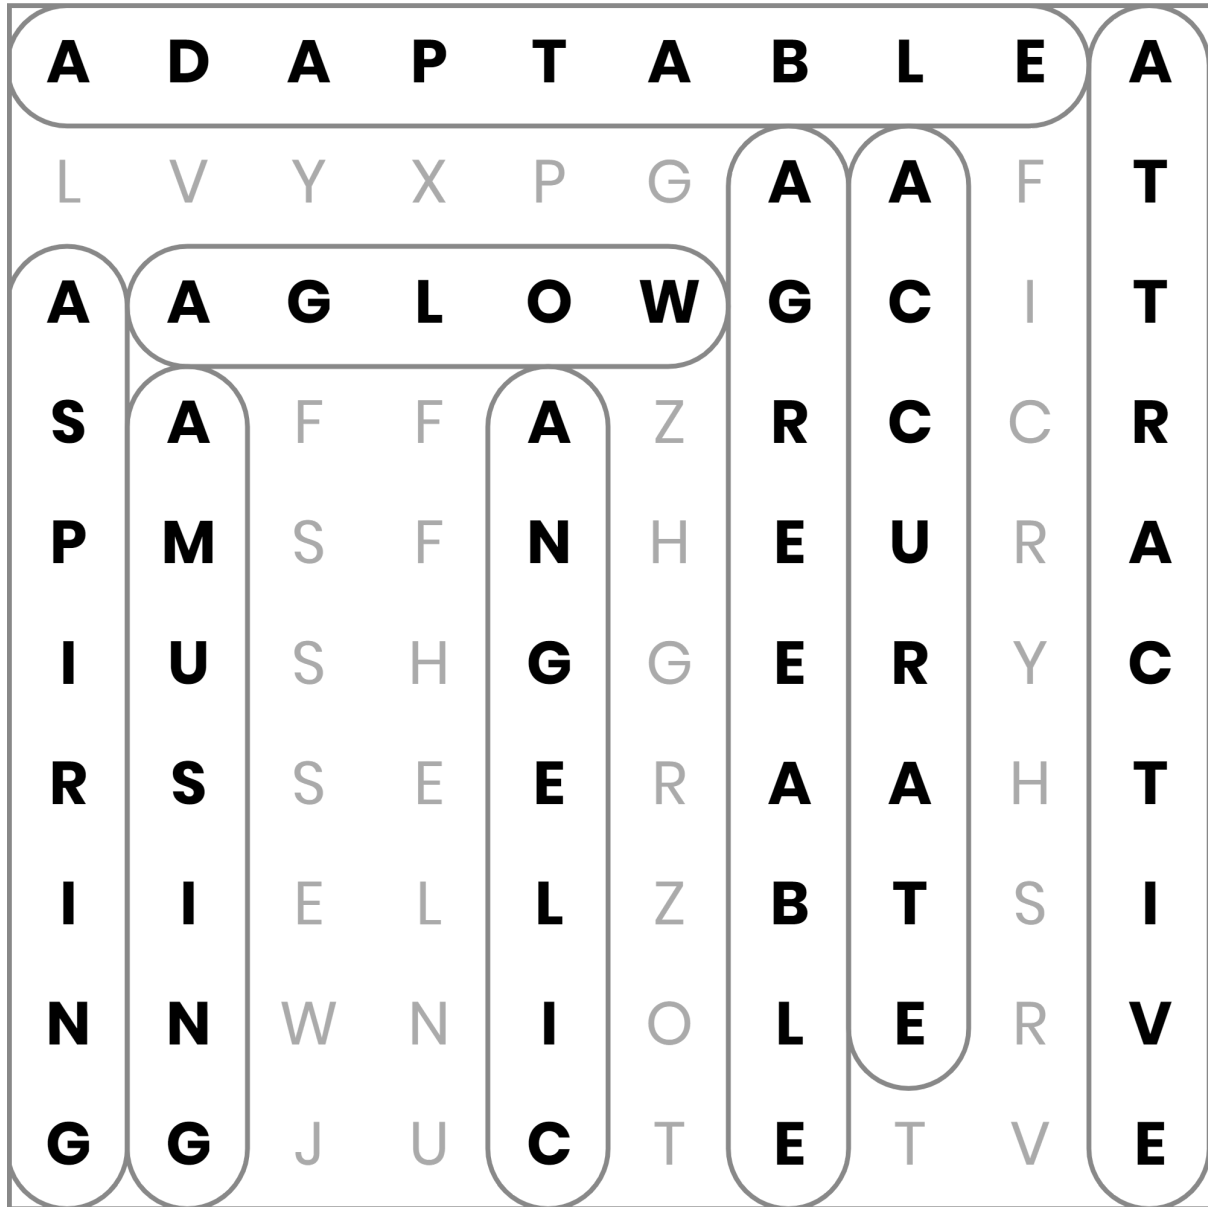 A D A P T A B L E A
L V Y X P G A A F T
A A G L O W G C I T
S A F F A Z R C C R
P M S F N H E U R A
I U S H G G E R Y C
R S S E E R A A H T
I I E L L Z B T S I
N N W N I O L E R V
G G J U C T E T V E